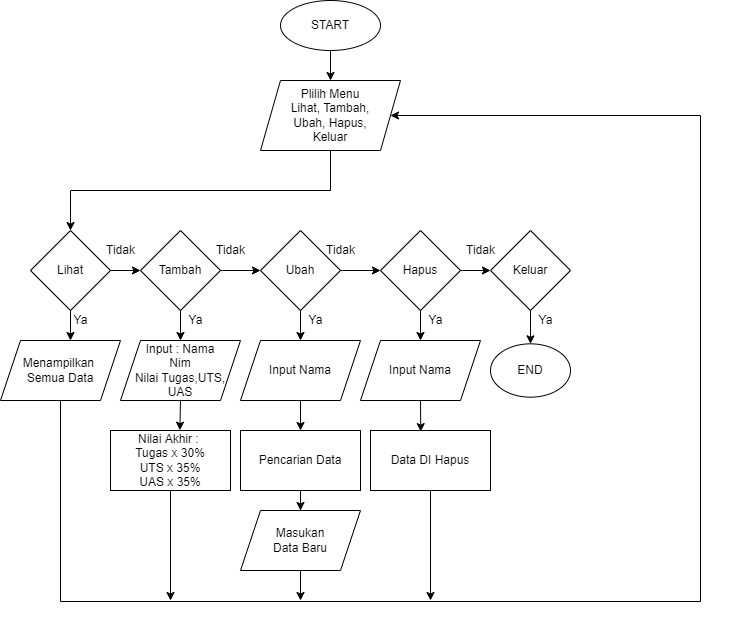 START
Plilih Menu
Lihat, Tambah,
Ubah, Hapus,
Keluar
Tidak
Tidak
Tidak
Tidak
Lihat
Tambah
Ubah
Hapus
Keluar
Ya
Ya
Ya
Ya
Ya
Menampilkan
Semua Data
Input : Nama
Nim
Nilai Tugas,UTS,
UAS
Input Nama
Input Nama
END
Nilai Akhir :
Tugas x 30%
UTS x 35%
UAS x 35%
Pencarian Data
Data DI Hapus
Masukan
Data Baru